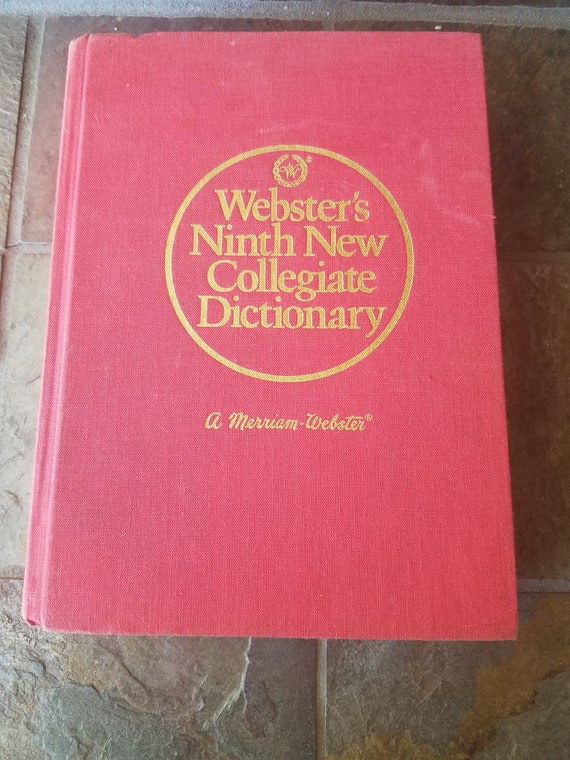 W®
Webster's
Ninth New
Collegiate
Dictionary
A Merriam-Webster®